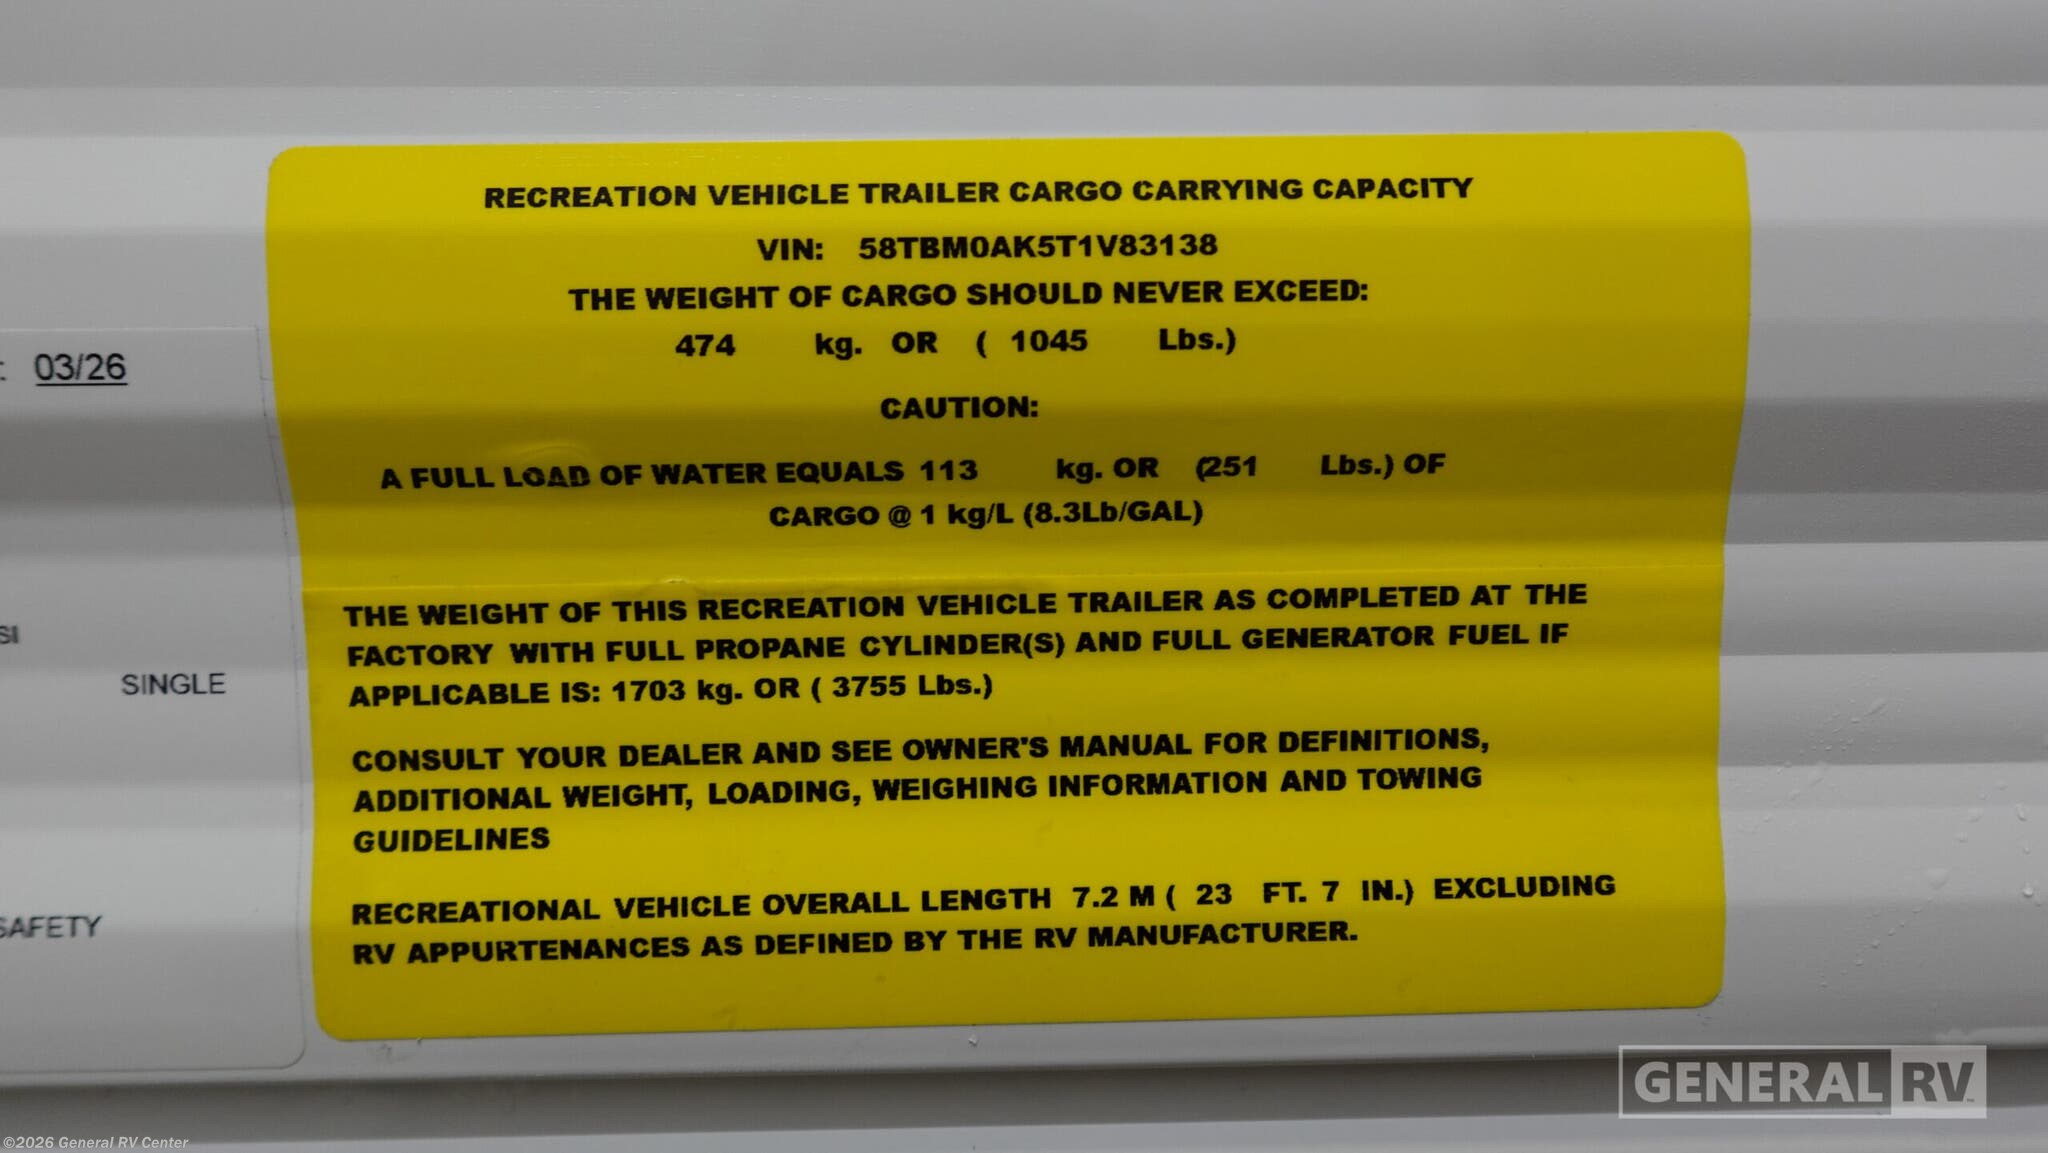 RECREATION VEHICLE TRAILER CARGO CARRYING CAPACITY
VIN: 58TBM0AK5T1V83138
THE WEIGHT OF CARGO SHOULD NEVER EXCEED:
474 kg. OR ( 1045 Lbs.)
CAUTION:
A FULL LOAD OF WATER EQUALS 113 kg. OR (251 Lbs.) OF
CARGO @ 1 kg/L (8.3Lb/GAL)
THE WEIGHT OF THIS RECREATION VEHICLE TRAILER AS COMPLETED AT THE
FACTORY WITH FULL PROPANE CYLINDER(S) AND FULL GENERATOR FUEL IF
APPLICABLE IS: 1703 kg. OR ( 3755 Lbs.)
CONSULT YOUR DEALER AND SEE OWNER'S MANUAL FOR DEFINITIONS,
ADDITIONAL WEIGHT, LOADING, WEIGHING INFORMATION AND TOWING
GUIDELINES
RECREATIONAL VEHICLE OVERALL LENGTH 7.2 M ( 23 FT. 7 IN.) EXCLUDING
RV APPURTENANCES AS DEFINED BY THE RV MANUFACTURER.
03/26
SINGLE
SAFETY
GENERAL RV
©2026 General RV Center